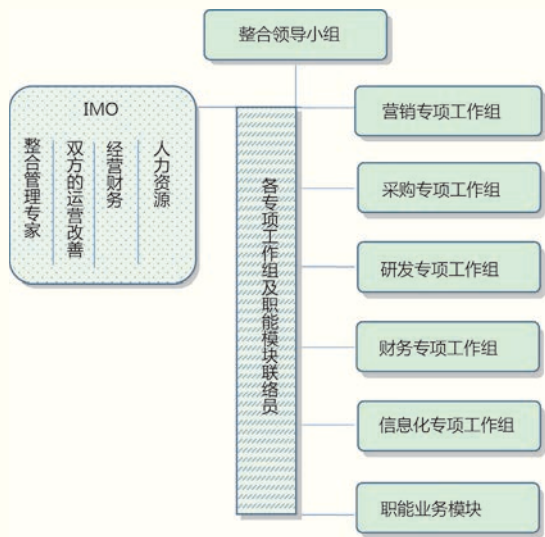 整合领导小组
IMO
整合管理专家
双方的运营改善
经营财务
人力资源
各专项工作组及职能模块联络员
营销专项工作组
采购专项工作组
研发专项工作组
财务专项工作组
信息化专项工作组
职能业务模块